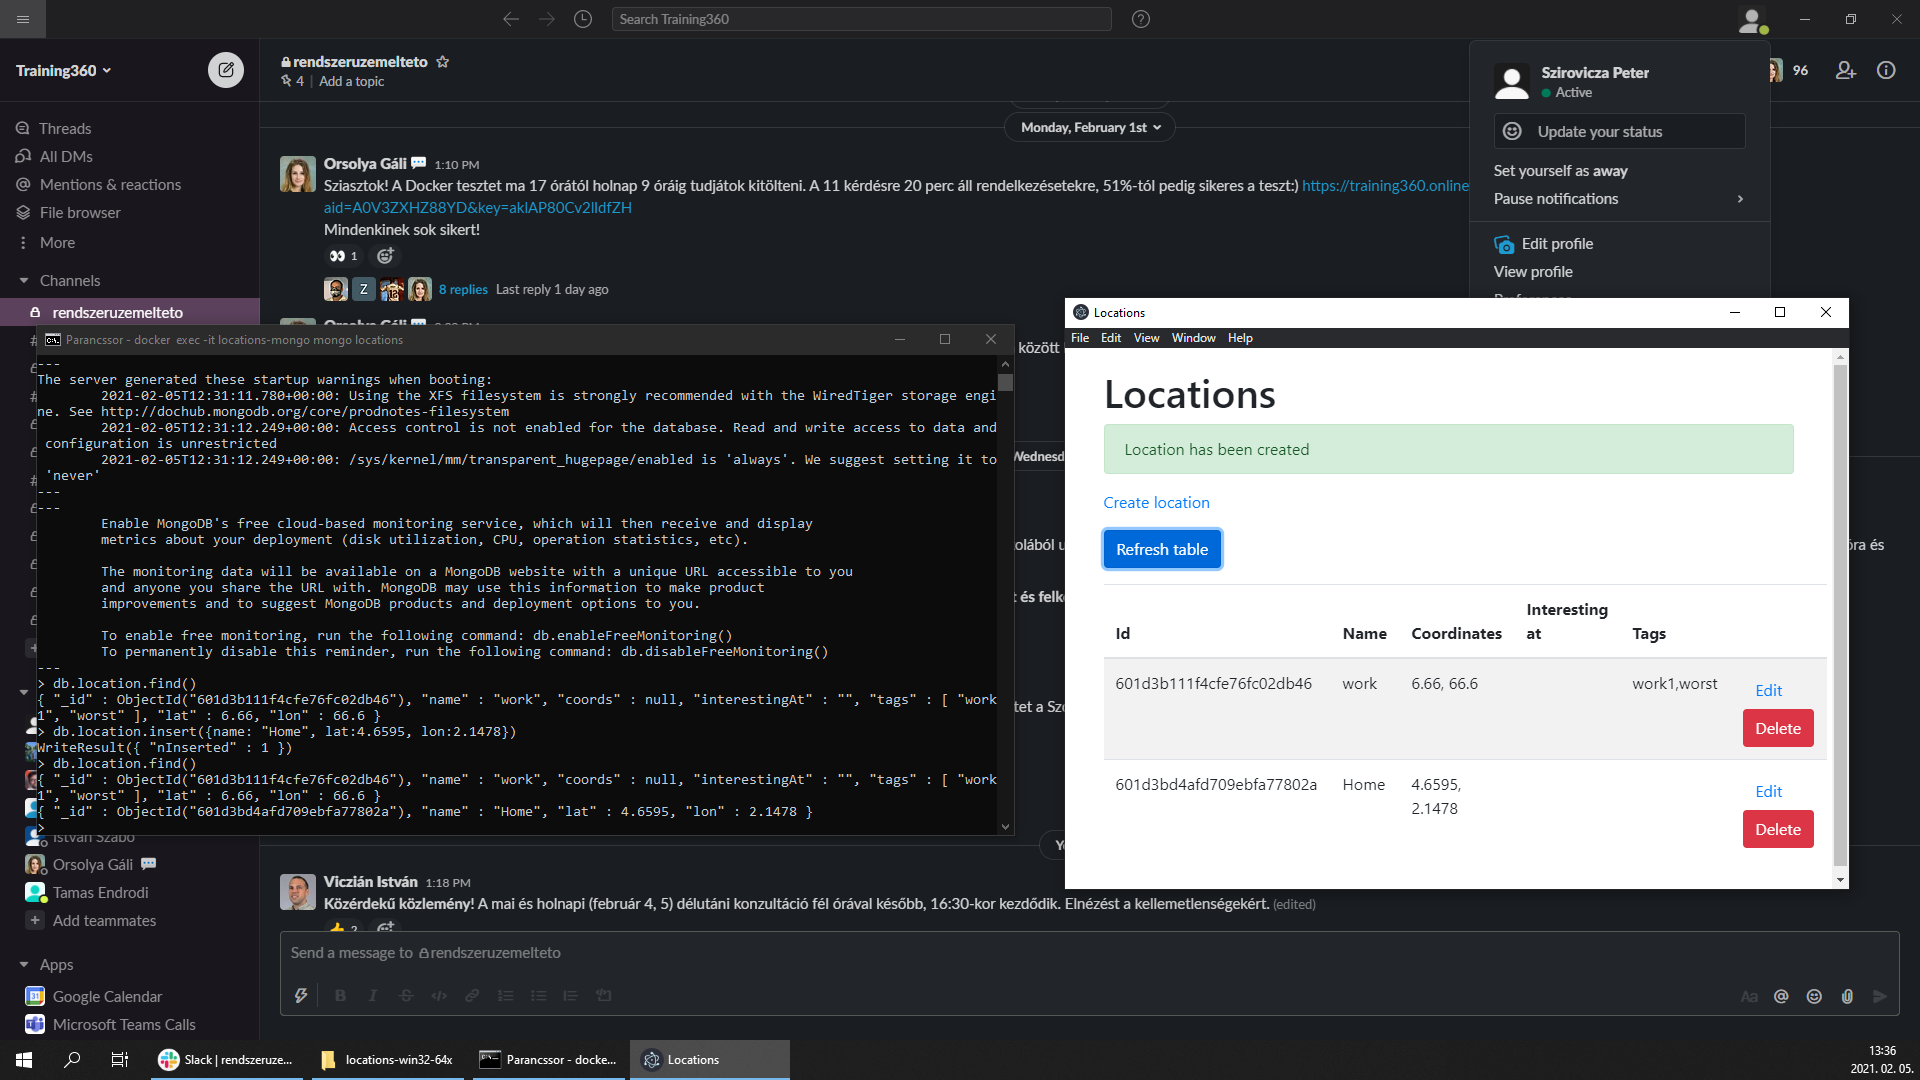 Search Training360
Training360
rendszeruzemelteto
4 | Add a topic
96
Threads
All DMs
Mentions & reactions
File browser
More
Channels
rendszeruzemelteto
Monday, February 1st
Orsolya Gáli 1:10 PM
Sziasztok! A Docker tesztet ma 17 órától holnap 9 óráig tudjátok kitölteni. A 11 kérdésre 20 perc áll rendelkezésetekre, 51%-tól pedig sikeres a teszt:) https://training360.online
aid=A0V3ZXHZ88YD&key=aklAP80Cv2lldfZH
Mindenkinek sok sikert!
1
Z
8 replies Last reply 1 day ago
Szirovicza Peter
Active
Update your status
Set yourself as away
Pause notifications
Edit profile
View profile
Parancssor - docker exec -it locations-mongo mongo locations
---
The server generated these startup warnings when booting:
2021-02-05T12:31:11.780+00:00: Using the XFS filesystem is strongly recommended with the WiredTiger storage engi
ne. See http://dochub.mongodb.org/core/prodnotes-filesystem
2021-02-05T12:31:12.249+00:00: Access control is not enabled for the database. Read and write access to data and
configuration is unrestricted
2021-02-05T12:31:12.249+00:00: /sys/kernel/mm/transparent_hugepage/enabled is 'always'. We suggest setting it to
'never'
---
---
Enable MongoDB's free cloud-based monitoring service, which will then receive and display
metrics about your deployment (disk utilization, CPU, operation statistics, etc).
The monitoring data will be available on a MongoDB website with a unique URL accessible to you
and anyone you share the URL with. MongoDB may use this information to make product
improvements and to suggest MongoDB products and deployment options to you.
To enable free monitoring, run the following command: db.enableFreeMonitoring()
To permanently disable this reminder, run the following command: db.disableFreeMonitoring()
---
> db.location.find()
{ "_id" : ObjectId("601d3b111f4cfe76fc02db46"), "name" : "work", "coords" : null, "interestingAt" : "", "tags" : [ "work
1", "worst" ], "lat" : 6.66, "lon" : 66.6 }
> db.location.insert({name: "Home", lat:4.6595, lon:2.1478})
WriteResult({ "nInserted" : 1 })
> db.location.find()
{ "_id" : ObjectId("601d3b111f4cfe76fc02db46"), "name" : "work", "coords" : null, "interestingAt" : "", "tags" : [ "work
1", "worst" ], "lat" : 6.66, "lon" : 66.6 }
{ "_id" : ObjectId("601d3bd4afd709ebfa77802a"), "name" : "Home", "lat" : 4.6595, "lon" : 2.1478 }
>
között
Wednesd
ára és
Locations
File Edit View Window Help
Locations
Location has been created
Create location
Refresh table
Id Name Coordinates Interesting at Tags
601d3b111f4cfe76fc02db46 work 6.66, 66.6 work1,worst Edit
Delete
601d3bd4afd709ebfa77802a Home 4.6595, 2.1478 Edit
Delete
István Szabó
Orsolya Gáli
Tamas Endrodi
Add teammates
Apps
Google Calendar
Microsoft Teams Calls
Viczián István 1:18 PM
Közérdekű közlemény! A mai és holnapi (február 4, 5) délutáni konzultáció fél órával később, 16:30-kor kezdődik. Elnézést a kellemetlenségekért. (edited)
2
Send a message to rendszeruzemelteto
Aa
Slack | rendszeruze...
locations-win32-64x
Parancssor - docke...
Locations
13:36
2021. 02. 05.